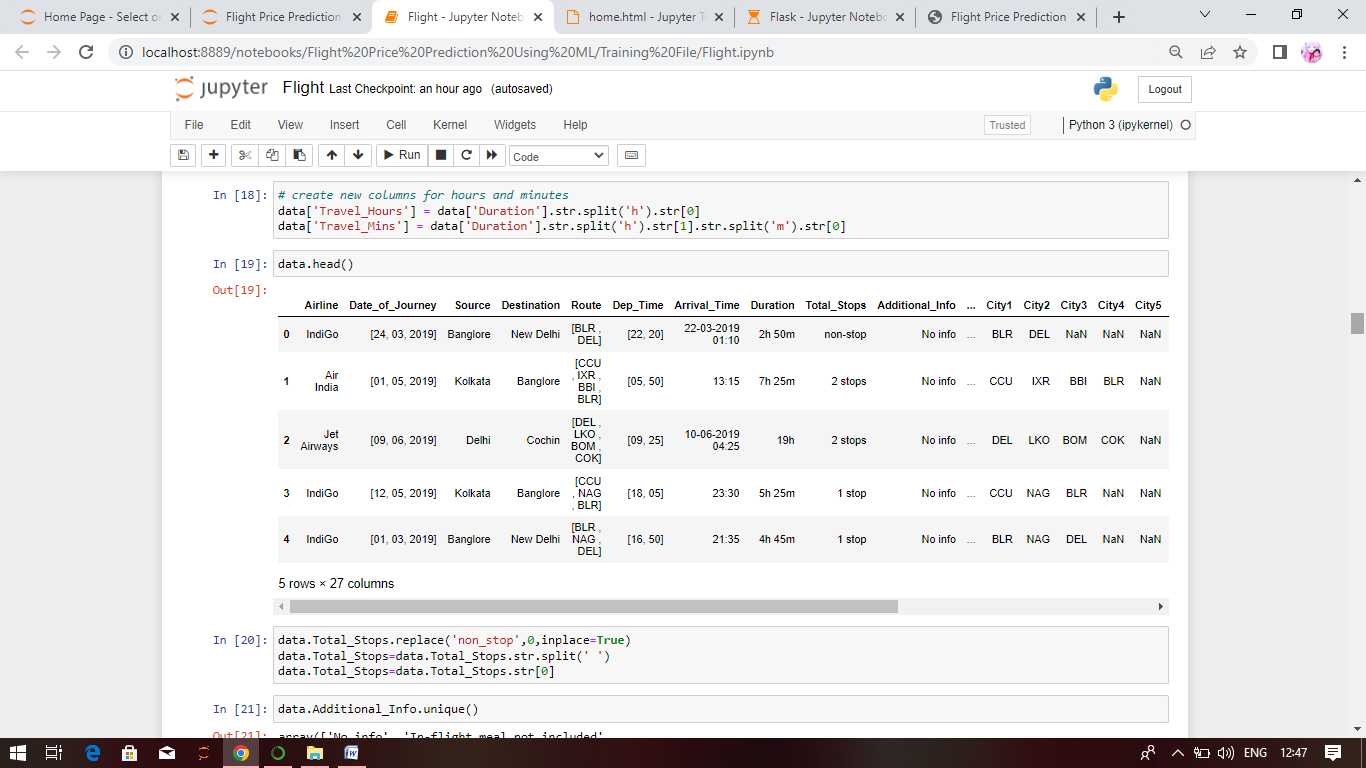 Home Page - Select or
Flight Price Prediction
Flight - Jupyter Noteb
home.html - Jupyter T
Flask - Jupyter Notebo
Flight Price Prediction
localhost:8889/notebooks/Flight%20Price%20Prediction%20Using%20ML/Training%20File/Flight.ipynb
jupyter Flight Last Checkpoint: an hour ago (autosaved)
Logout
File Edit View Insert Cell Kernel Widgets Help
Trusted
Python 3 (ipykernel)
Run
Code
In [18]: # create new columns for hours and minutes
data['Travel_Hours'] = data['Duration'].str.split('h').str[0]
data['Travel_Mins'] = data['Duration'].str.split('h').str[1].str.split('m').str[0]
In [19]: data.head()
Out[19]:
Airline Date_of_Journey Source Destination Route Dep_Time Arrival_Time Duration Total_Stops Additional_Info ... City1 City2 City3 City4 City5
0 IndiGo [24, 03, 2019] Banglore New Delhi [BLR , DEL] [22, 20] 22-03-2019 01:10 2h 50m non-stop No info ... BLR DEL NaN NaN NaN
1 Air India [01, 05, 2019] Kolkata Banglore [CCU , IXR , BBI , BLR] [05, 50] 13:15 7h 25m 2 stops No info ... CCU IXR BBI BLR NaN
2 Jet Airways [09, 06, 2019] Delhi Cochin [DEL , LKO , BOM , COK] [09, 25] 10-06-2019 04:25 19h 2 stops No info ... DEL LKO BOM COK NaN
3 IndiGo [12, 05, 2019] Kolkata Banglore [CCU , NAG , BLR] [18, 05] 23:30 5h 25m 1 stop No info ... CCU NAG BLR NaN NaN
4 IndiGo [01, 03, 2019] Banglore New Delhi [BLR , NAG , DEL] [16, 50] 21:35 4h 45m 1 stop No info ... BLR NAG DEL NaN NaN
5 rows × 27 columns
In [20]: data.Total_Stops.replace('non_stop',0,inplace=True)
data.Total_Stops=data.Total_Stops.str.split(' ')
data.Total_Stops=data.Total_Stops.str[0]
In [21]: data.Additional_Info.unique()
Out[21]: array(['No info', 'In-flight meal not included',
ENG 12:47